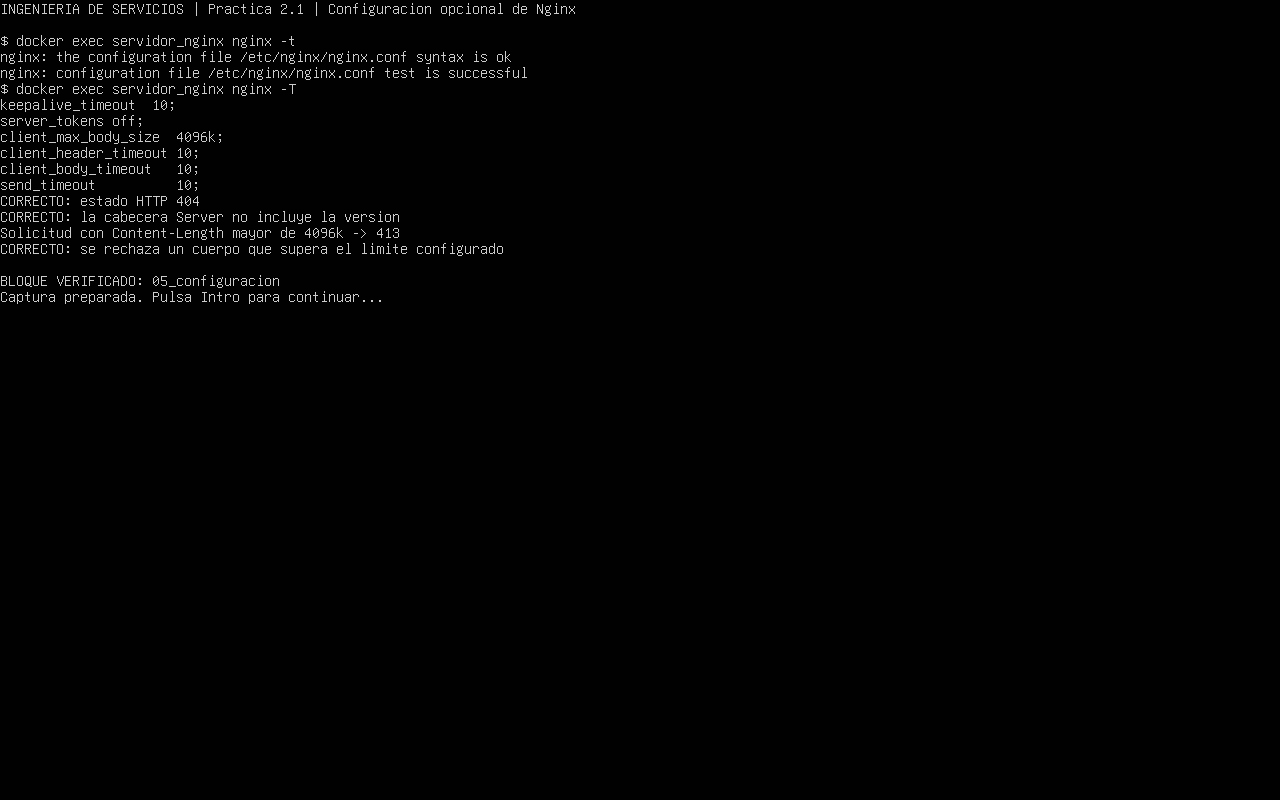 INGENIERIA DE SERVICIOS | Practica 2.1 | Configuracion opcional de Nginx
$ docker exec servidor_nginx nginx -t
nginx: the configuration file /etc/nginx/nginx.conf syntax is ok
nginx: configuration file /etc/nginx/nginx.conf test is successful
$ docker exec servidor_nginx nginx -T
keepalive_timeout  10;
server_tokens off;
client_max_body_size  4096k;
client_header_timeout 10;
client_body_timeout   10;
send_timeout          10;
CORRECTO: estado HTTP 404
CORRECTO: la cabecera Server no incluye la version
Solicitud con Content-Length mayor de 4096k -> 413
CORRECTO: se rechaza un cuerpo que supera el limite configurado
BLOQUE VERIFICADO: 05_configuracion
Captura preparada. Pulsa Intro para continuar...